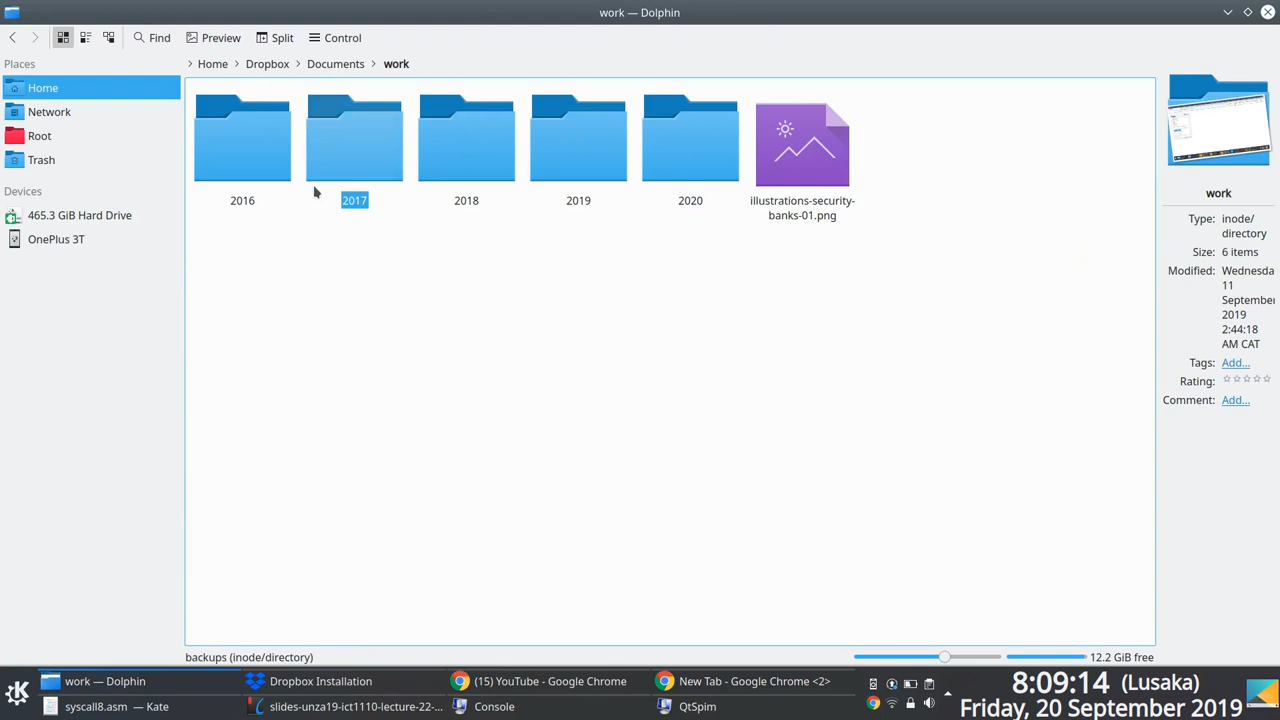 work — Dolphin
Find
Preview
Split
Control
Places
Home
Network
Root
Trash
Devices
465.3 GiB Hard Drive
OnePlus 3T
Home
Dropbox
Documents
work
2016
2017
2018
2019
2020
illustrations-security-
banks-01.png
work
Type: inode/
directory
Size: 6 items
Modified: Wednesda
11
September
2019
2:44:18
AM CAT
Tags: Add...
Rating:
Comment: Add...
backups (inode/directory)
12.2 GiB free
work — Dolphin
Dropbox Installation
(15) YouTube - Google Chrome
New Tab - Google Chrome <2>
syscall8.asm — Kate
slides-unza19-ict1110-lecture-22-...
Console
QtSpim
8:09:14 (Lusaka)
Friday, 20 September 2019